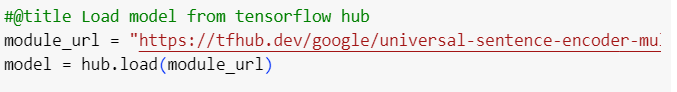 #@title Load model from tensorflow hub
module_url = "https://tfhub.dev/google/universal-sentence-encoder-mu
model = hub.load(module_url)